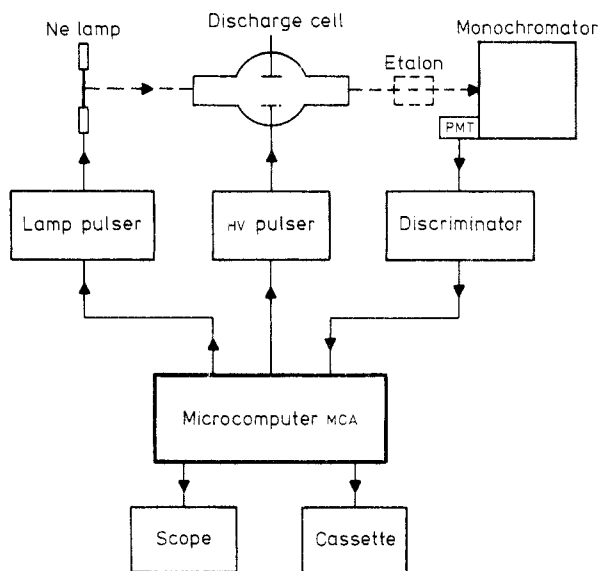 Discharge cell
Ne lamp
Monochromator
Etalon
PMT
Lamp pulser
HV pulser
Discriminator
Microcomputer MCA
Scope
Cassette